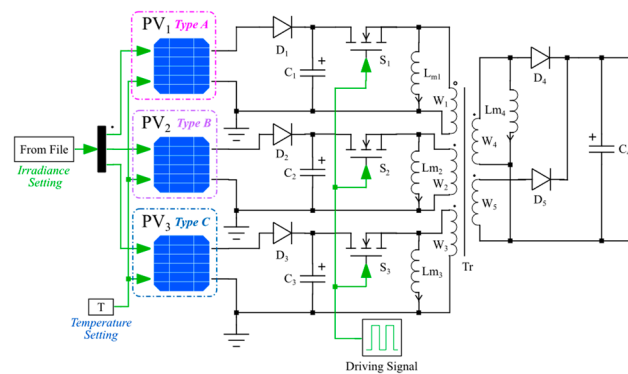 PV1 Type A
D1
C1
+
S1
Lm1
W1
D4
Lm4
W4
+
PV2 Type B
From File
Irradiance
Setting
D2
C2
+
S2
Lm2
W2
W5
D5
PV3 Type C
D3
C3
+
S3
Lm3
W3
Tr
T
Temperature
Setting
Driving Signal